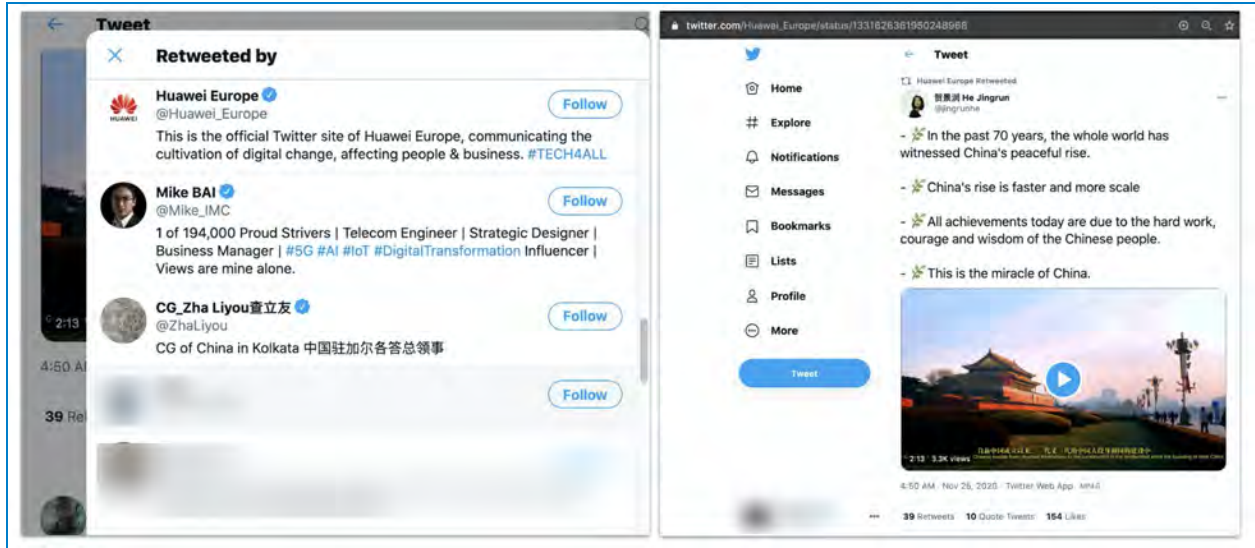 Tweet
Retweeted by
Huawei Europe
@Huawei_Europe
Follow
This is the official Twitter site of Huawei Europe, communicating the
cultivation of digital change, affecting people & business. #TECH4ALL
HUAWEI
Mike BAI
@Mike_IMC
Follow
1 of 194,000 Proud Strivers | Telecom Engineer | Strategic Designer |
Business Manager | #5G #AI #IoT #DigitalTransformation Influencer |
Views are mine alone.
CG_Zha Liyou查立友
@ZhaLiyou
Follow
CG of China in Kolkata 中国驻加尔各答总领事
Follow
2:13
4:50 AM
39 Re
twitter.com/Huawei_Europe/status/
Home
Explore
Notifications
Messages
Bookmarks
Lists
Profile
More
Tweet
Tweet
Huawei Europe Retweeted
贺景润 He Jingrun
@jingrunhe
- In the past 70 years, the whole world has
witnessed China's peaceful rise.
- China's rise is faster and more scale
- All achievements today are due to the hard work,
courage and wisdom of the Chinese people.
- This is the miracle of China.
2:13 3.3K views
4:50 AM · Nov 26, 2020 · Twitter Web App
39 Retweets 10 Quote Tweets 154 Likes